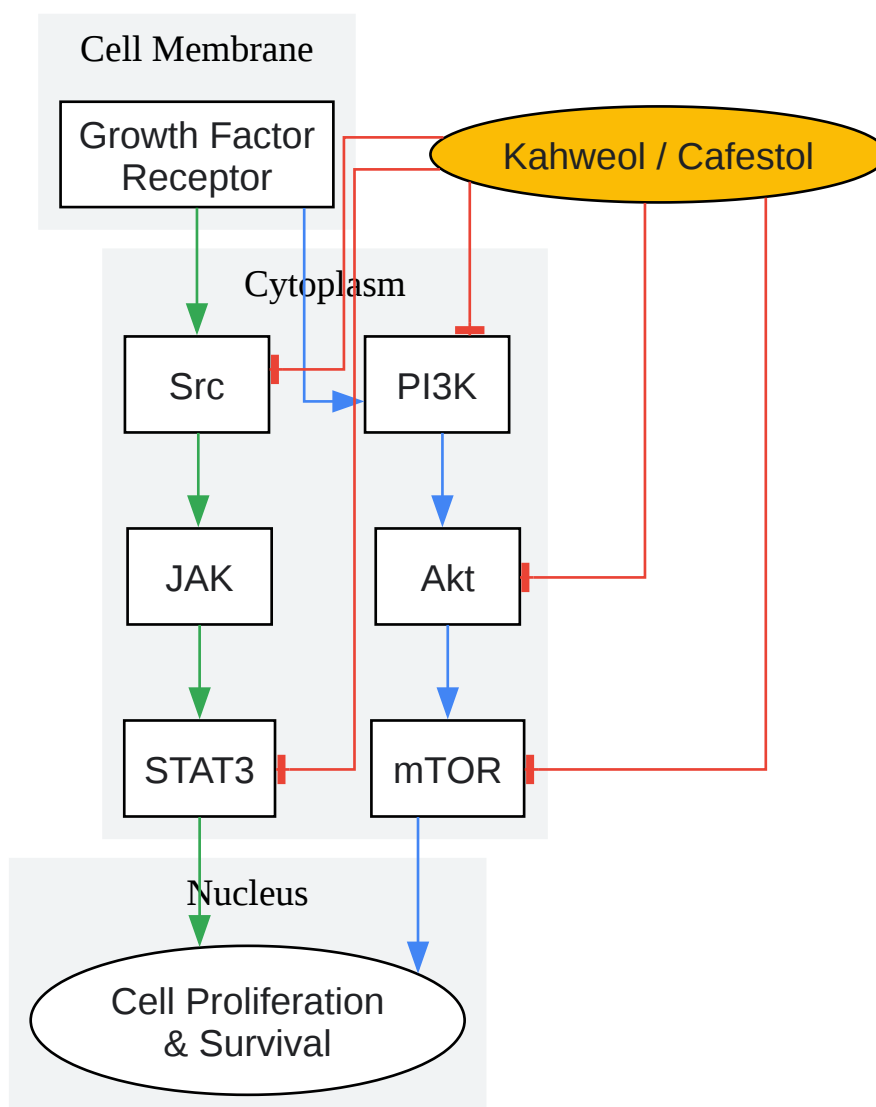 Cell Membrane
Growth Factor
Receptor
Kahweol / Cafestol
Cytoplasm
Src
PI3K
JAK
Akt
STAT3
mTOR
Nucleus
Cell Proliferation
& Survival